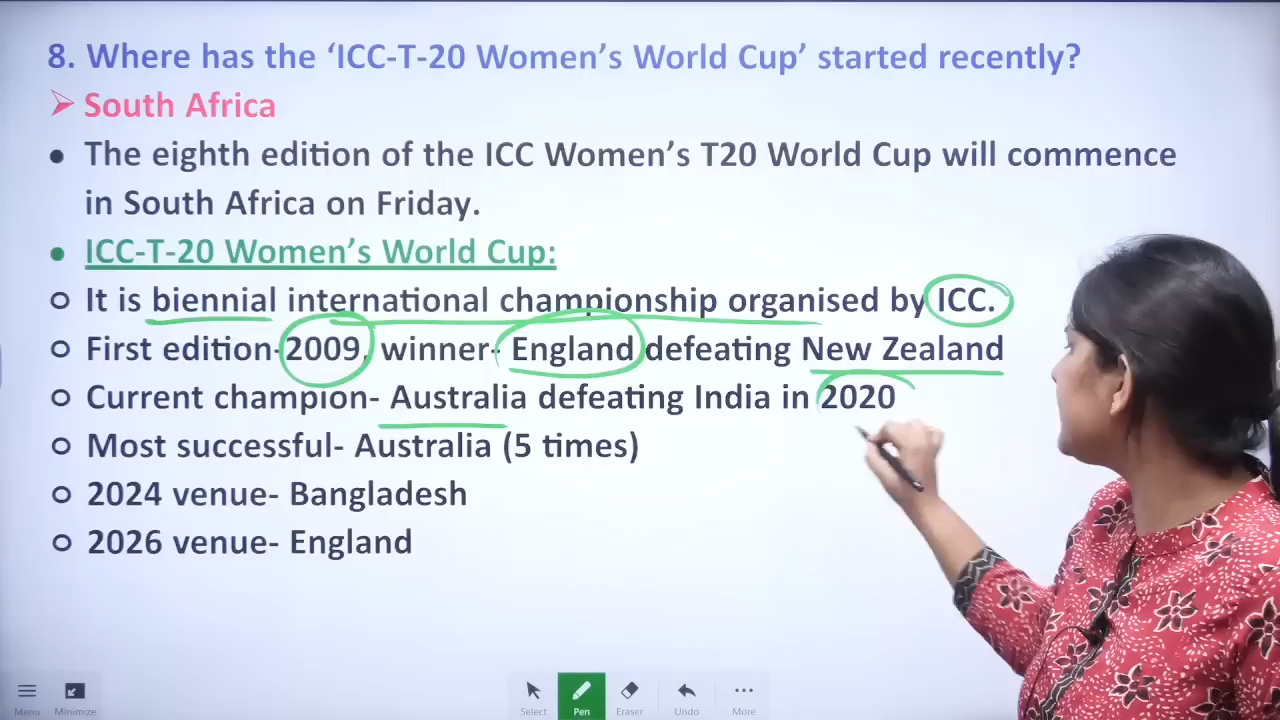 8. Where has the ‘ICC-T-20 Women’s World Cup’ started recently?
➢ South Africa
• The eighth edition of the ICC Women’s T20 World Cup will commence
in South Africa on Friday.
• ICC-T-20 Women’s World Cup:
o It is biennial international championship organised by ICC.
o First edition-2009, winner- England defeating New Zealand
o Current champion- Australia defeating India in 2020
o Most successful- Australia (5 times)
o 2024 venue- Bangladesh
o 2026 venue- England
Menu
Minimize
Select
Pen
Eraser
Undo
More